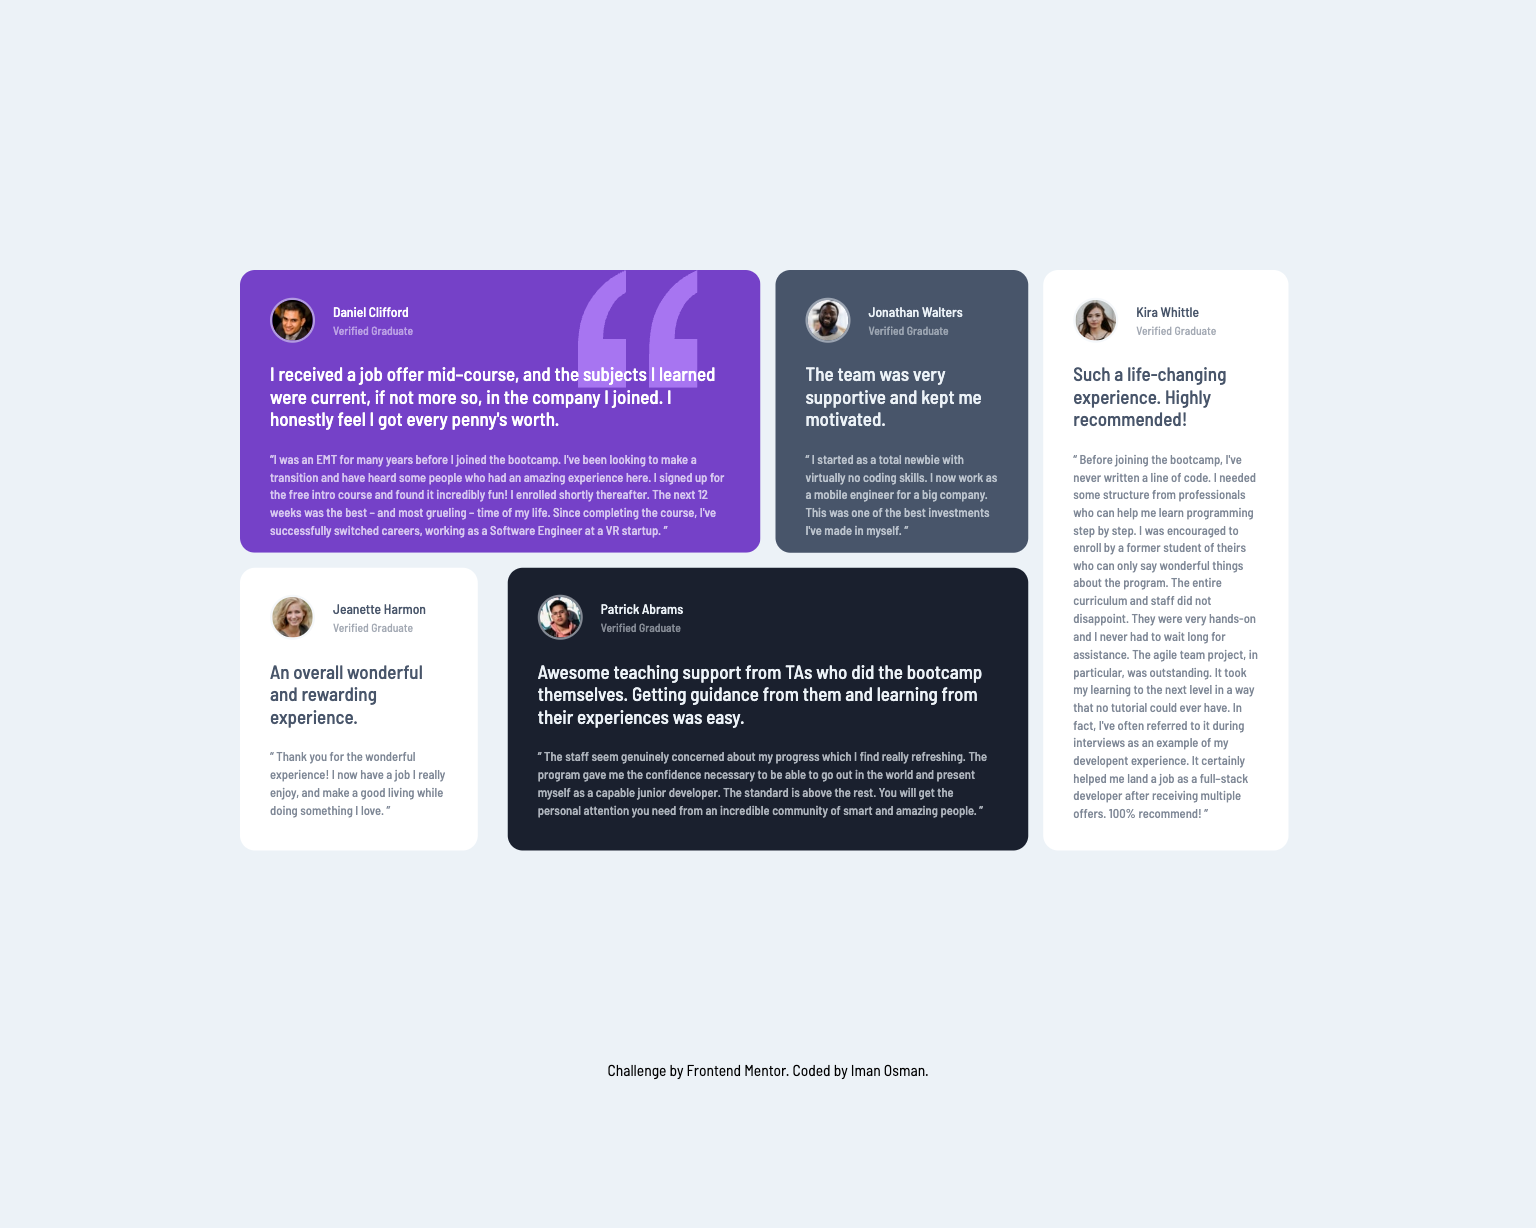 Daniel Clifford
Verified Graduate
I received a job offer mid-course, and the subjects I learned
were current, if not more so, in the company I joined. I
honestly feel I got every penny's worth.
“I was an EMT for many years before I joined the bootcamp. I've been looking to make a
transition and have heard some people who had an amazing experience here. I signed up for
the free intro course and found it incredibly fun! I enrolled shortly thereafter. The next 12
weeks was the best – and most grueling – time of my life. Since completing the course, I've
successfully switched careers, working as a Software Engineer at a VR startup. ”
Jonathan Walters
Verified Graduate
The team was very
supportive and kept me
motivated.
“ I started as a total newbie with
virtually no coding skills. I now work as
a mobile engineer for a big company.
This was one of the best investments
I've made in myself. ”
Kira Whittle
Verified Graduate
Such a life-changing
experience. Highly
recommended!
“ Before joining the bootcamp, I've
never written a line of code. I needed
some structure from professionals
who can help me learn programming
step by step. I was encouraged to
enroll by a former student of theirs
who can only say wonderful things
about the program. The entire
curriculum and staff did not
disappoint. They were very hands-on
and I never had to wait long for
assistance. The agile team project, in
particular, was outstanding. It took
my learning to the next level in a way
that no tutorial could ever have. In
fact, I've often referred to it during
interviews as an example of my
developent experience. It certainly
helped me land a job as a full-stack
developer after receiving multiple
offers. 100% recommend! ”
Jeanette Harmon
Verified Graduate
An overall wonderful
and rewarding
experience.
“ Thank you for the wonderful
experience! I now have a job I really
enjoy, and make a good living while
doing something I love. ”
Patrick Abrams
Verified Graduate
Awesome teaching support from TAs who did the bootcamp
themselves. Getting guidance from them and learning from
their experiences was easy.
“ The staff seem genuinely concerned about my progress which I find really refreshing. The
program gave me the confidence necessary to be able to go out in the world and present
myself as a capable junior developer. The standard is above the rest. You will get the
personal attention you need from an incredible community of smart and amazing people. ”
Challenge by Frontend Mentor. Coded by Iman Osman.